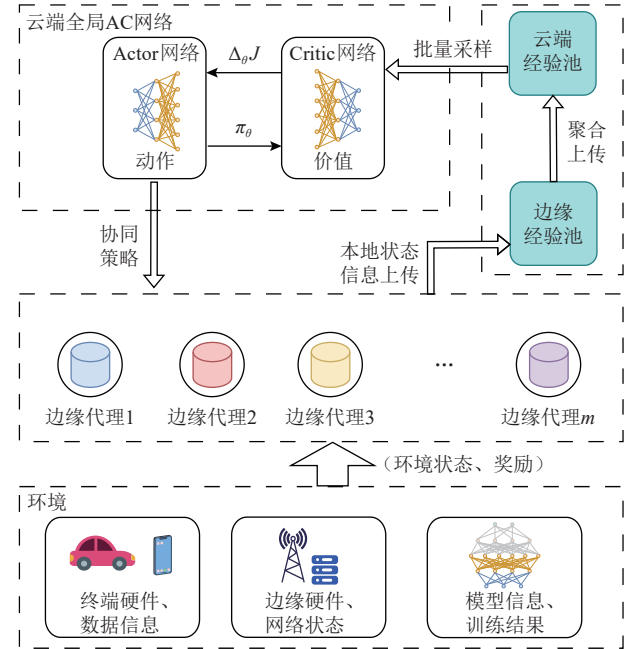 云端全局AC网络
Actor网络
Δ_θJ
Critic网络
批量采样
云端
经验池
π_θ
动作
价值
聚合
上传
边缘
经验池
协同
策略
本地状态
信息上传
边缘代理1
边缘代理2
边缘代理3
···
边缘代理m
（环境状态、奖励）
环境
终端硬件、
数据信息
边缘硬件、
网络状态
模型信息、
训练结果